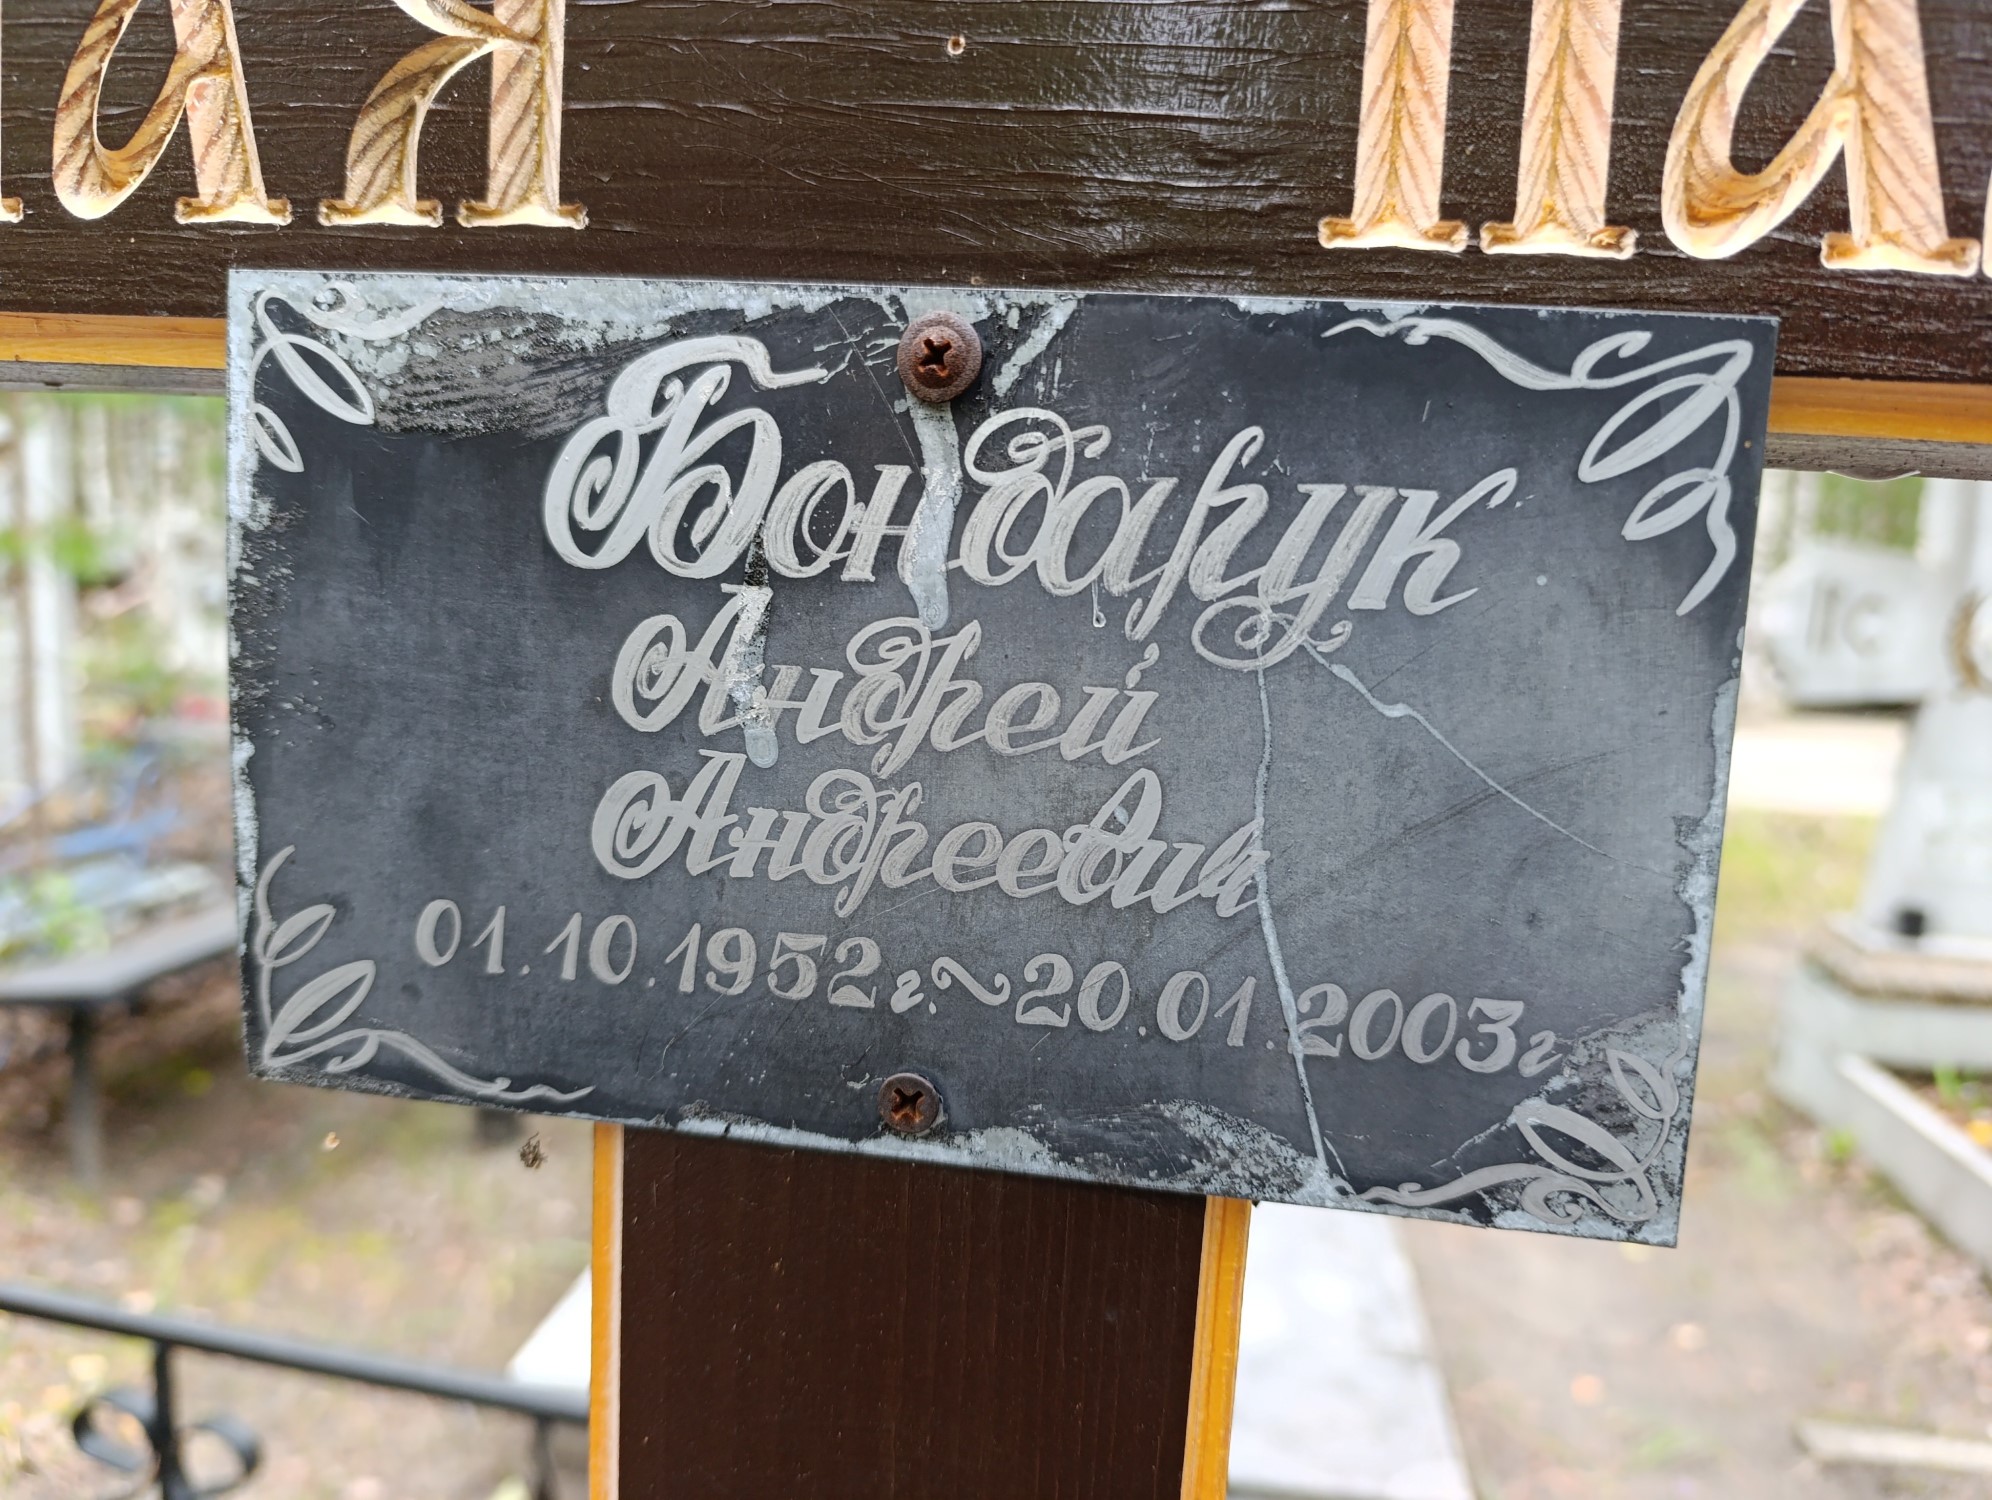 Бондарук
Андрей
Андреевич
01.10.1952г.~20.01.2003г